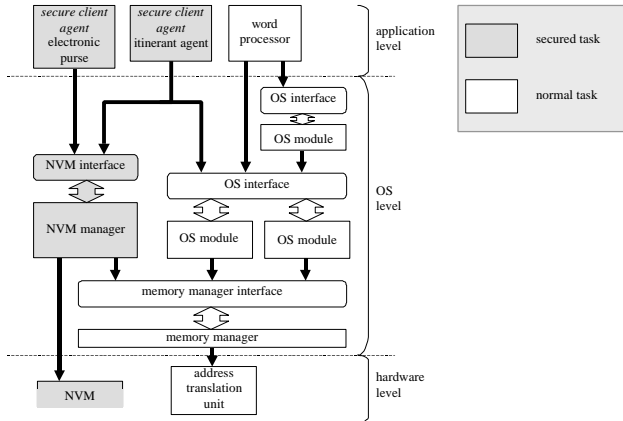 secure client
agent
electronic
purse
secure client
agent
itinerant agent
word
processor
application
level
secured task
normal task
OS interface
OS module
NVM interface
OS interface
OS
level
NVM manager
OS module
OS module
memory manager interface
memory manager
NVM
address
translation
unit
hardware
level